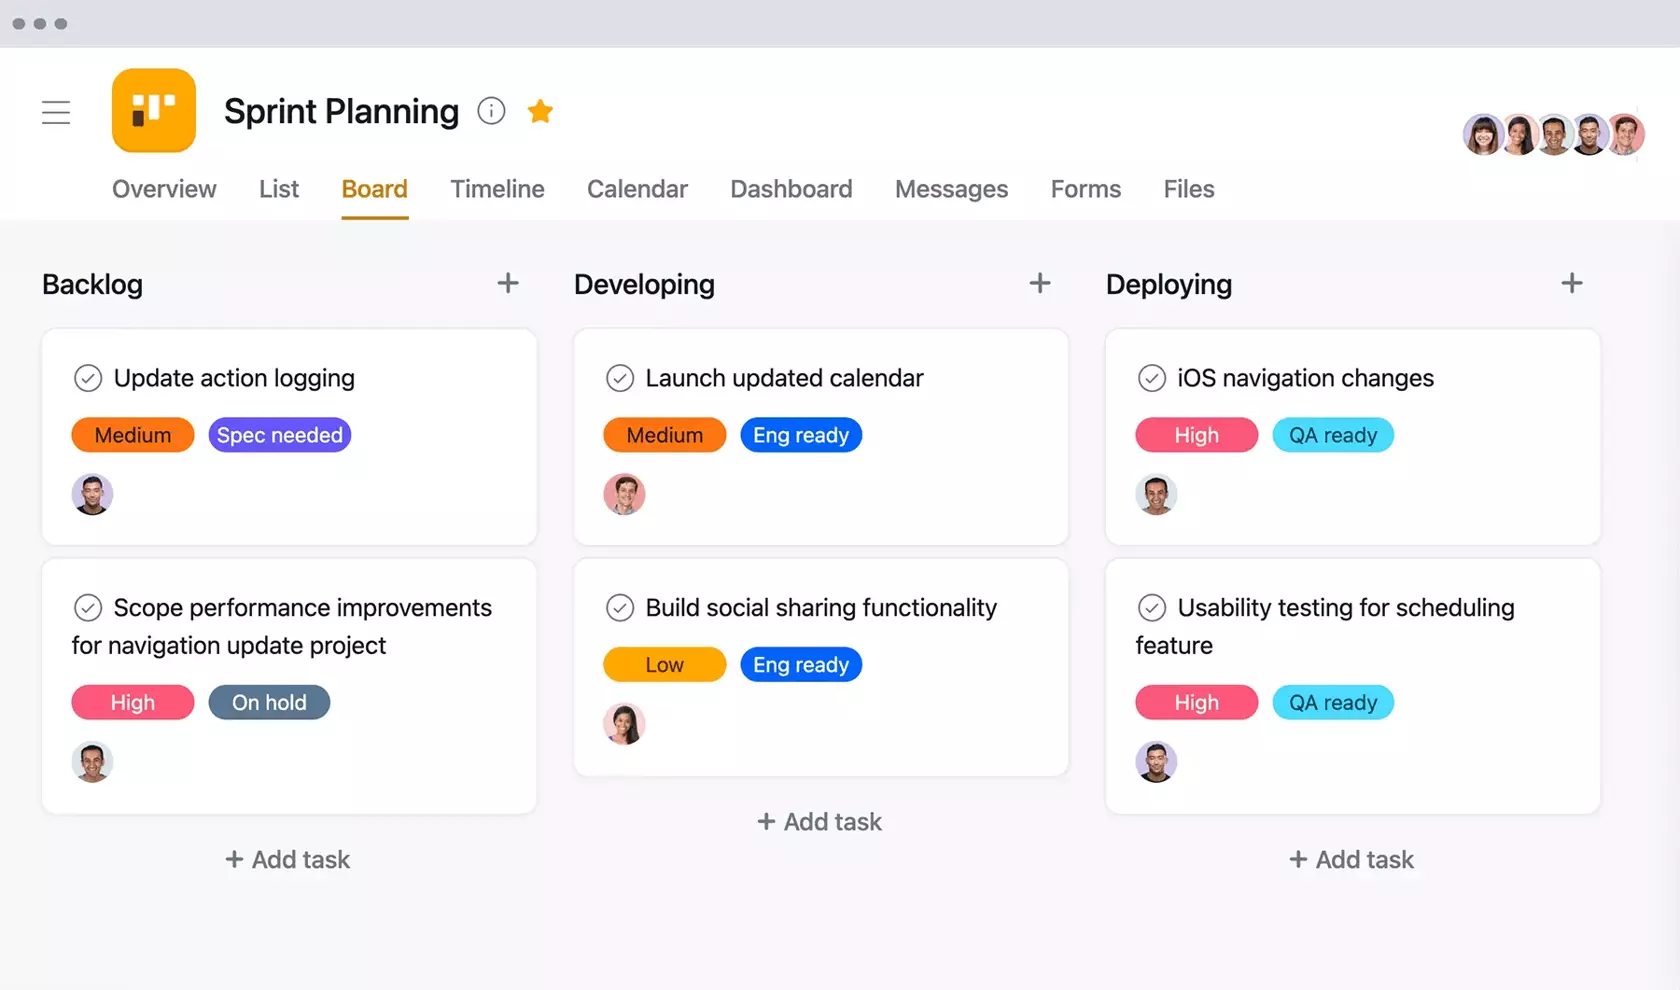 Sprint Planning
Overview List Board Timeline Calendar Dashboard Messages Forms Files
Backlog
Update action logging
Medium Spec needed
Scope performance improvements
for navigation update project
High On hold
+ Add task
Developing
Launch updated calendar
Medium Eng ready
Build social sharing functionality
Low Eng ready
+ Add task
Deploying
iOS navigation changes
High QA ready
Usability testing for scheduling
feature
High QA ready
+ Add task